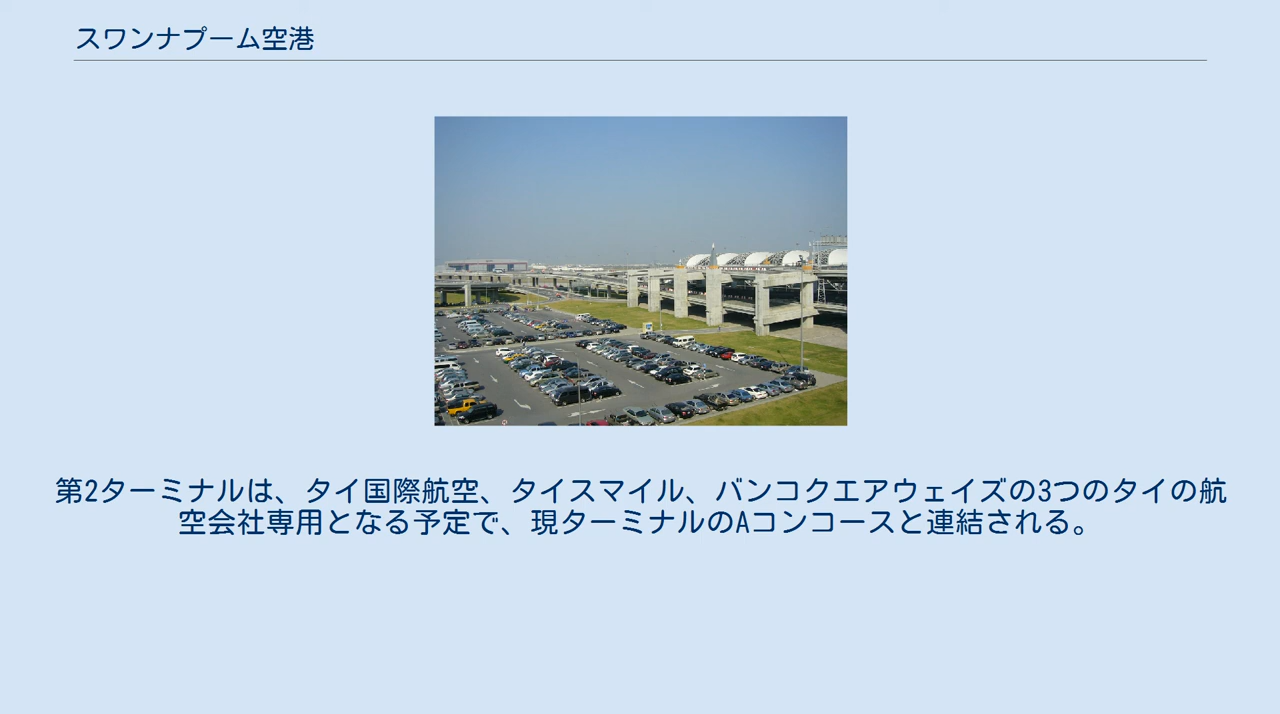 スワンナプーム空港
第2ターミナルは、タイ国際航空、タイスマイル、バンコクエアウェイズの3つのタイの航
空会社専用となる予定で、現ターミナルのAコンコースと連結される。